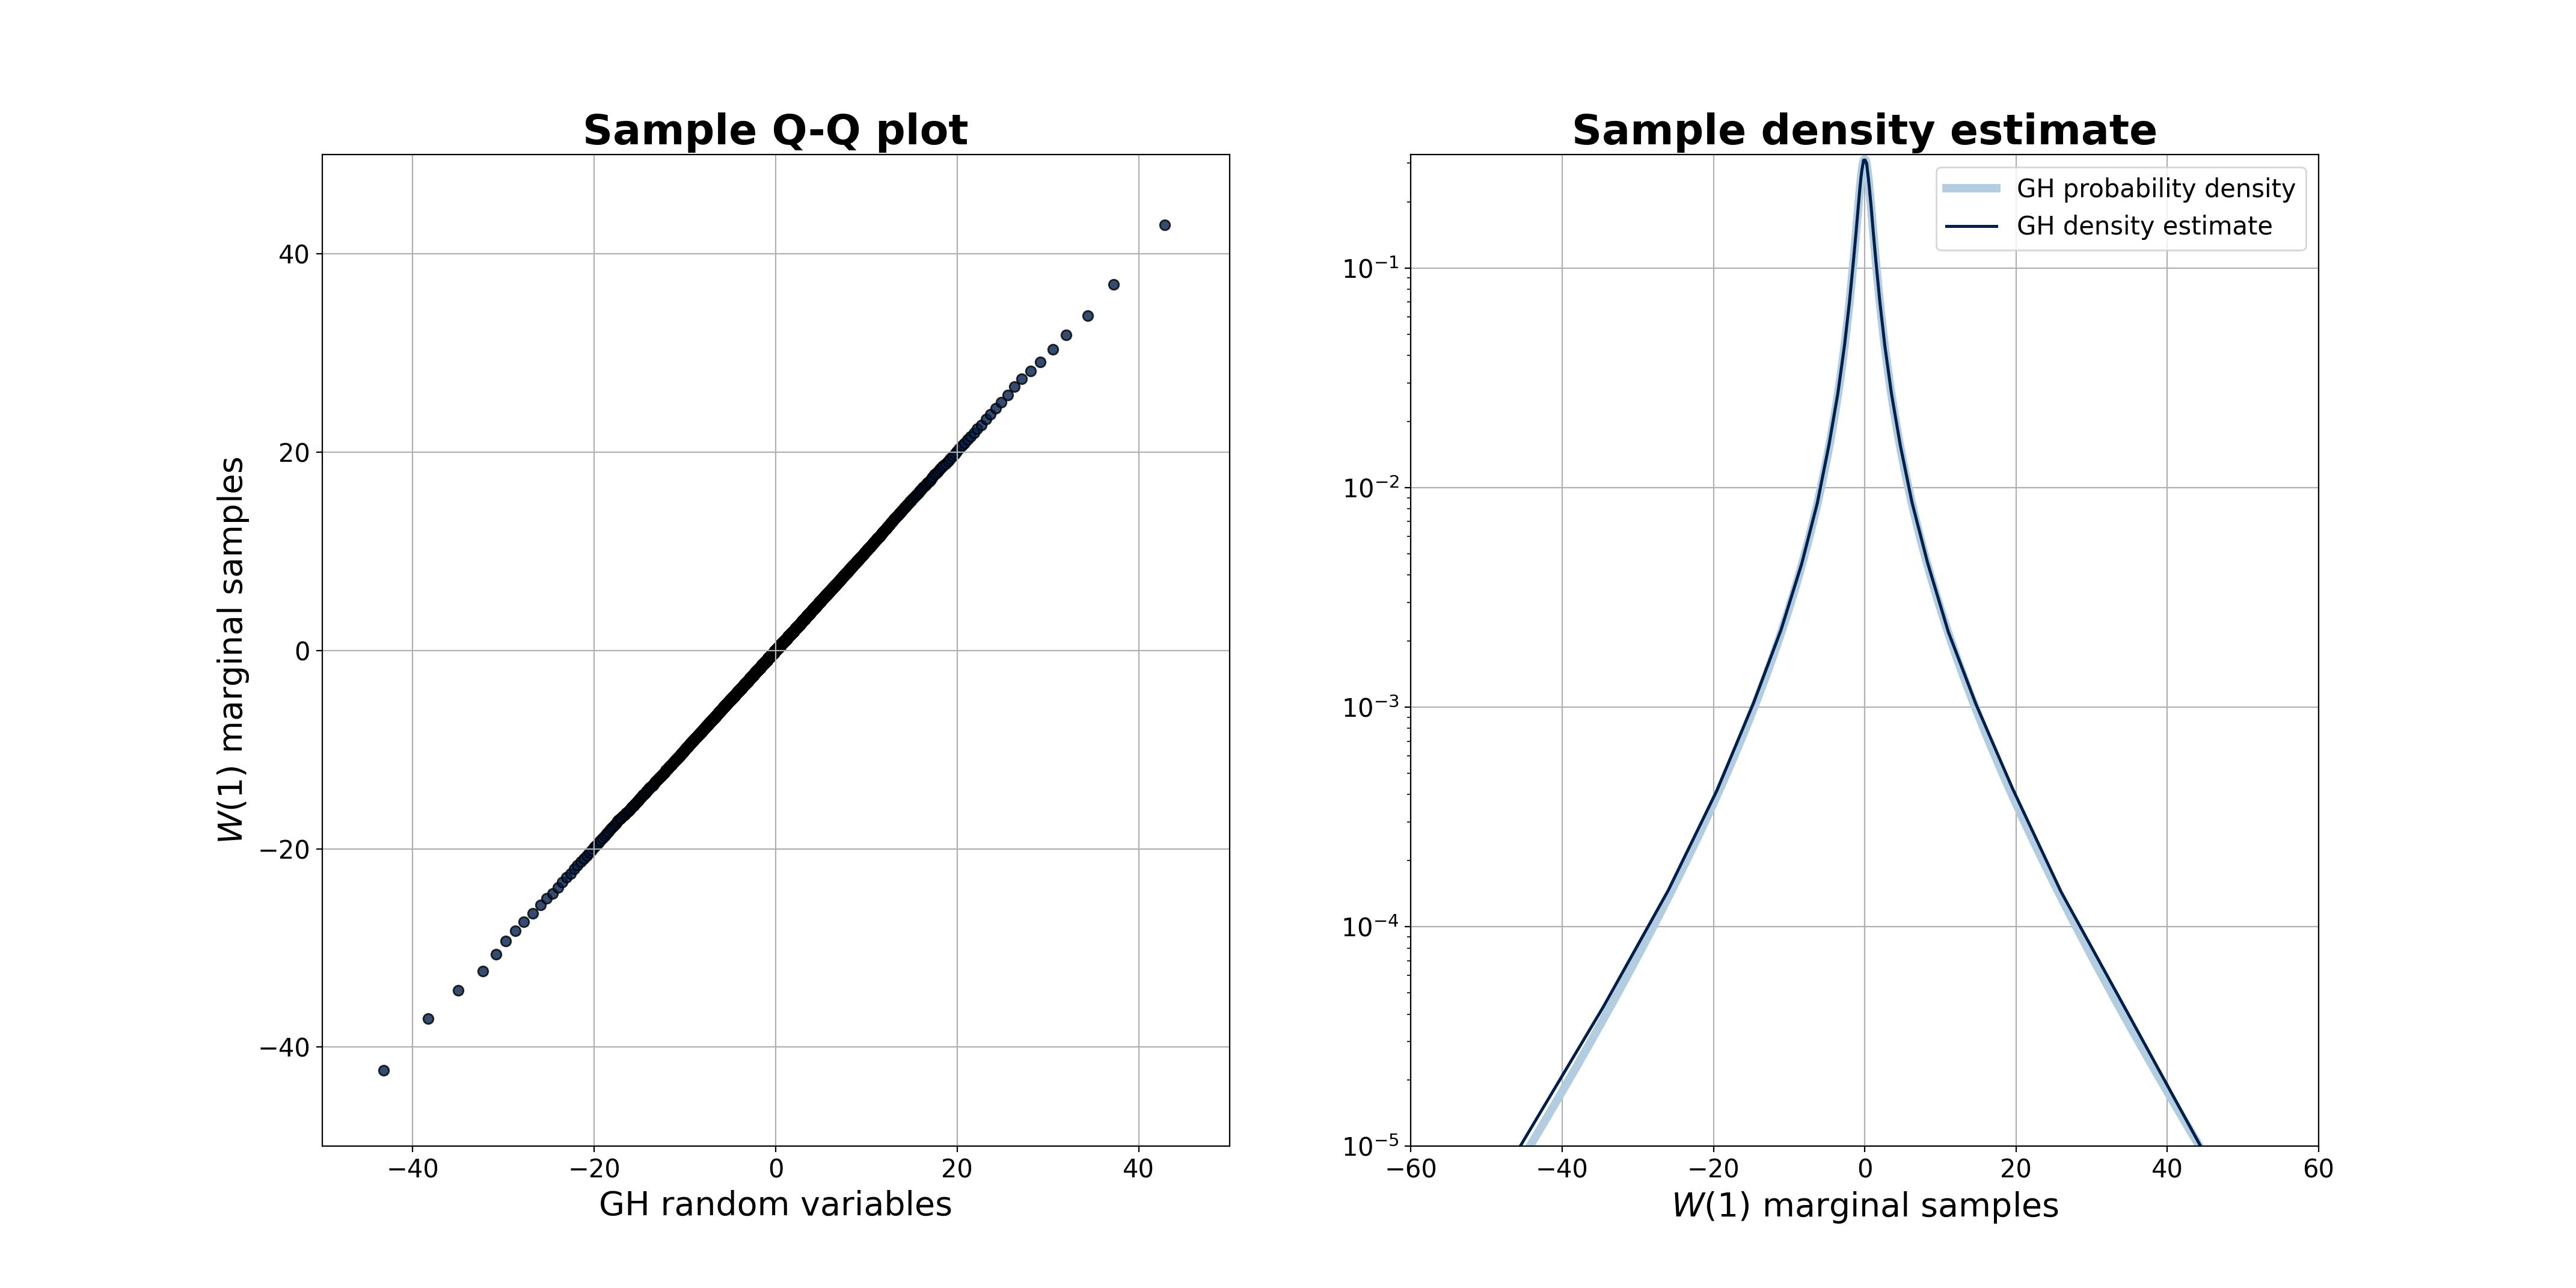 Sample Q-Q plot
W(1) marginal samples
40
20
0
−20
−40
−40 −20 0 20 40
GH random variables
Sample density estimate
GH probability density
GH density estimate
10⁻¹
10⁻²
10⁻³
10⁻⁴
10⁻⁵
−60 −40 −20 0 20 40 60
W(1) marginal samples